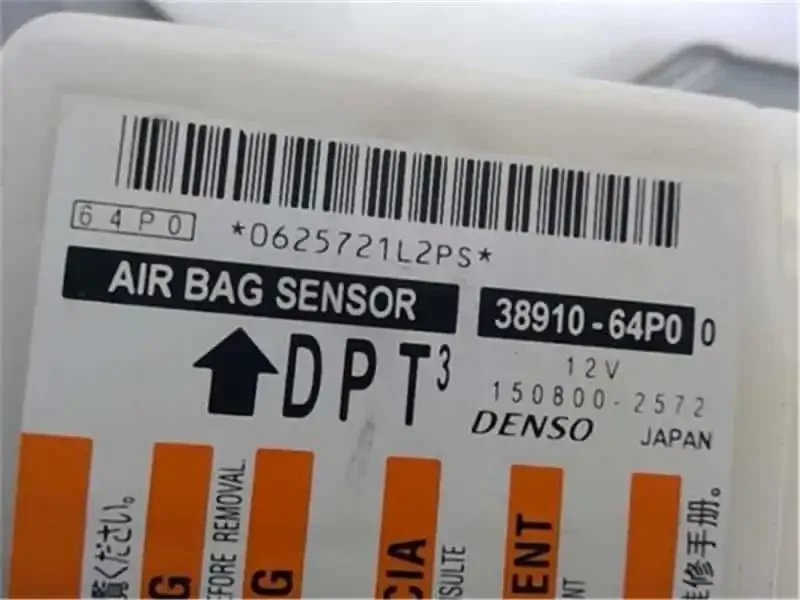 64P0
*0625721L2PS*
AIR BAG SENSOR
38910-64P0 0
DPT³
12V
150800-2572
DENSO
JAPAN
覧ください。
G
EFORE REMOVAL.
G
CIA
SULTE
ENT
NT
修手册。